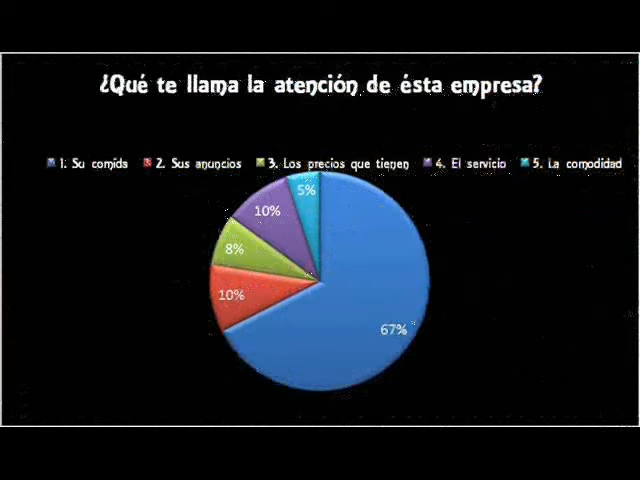 ¿Qué te llama la atención de ésta empresa?
1. Su comida 2. Sus anuncios 3. Los precios que tienen 4. El servicio 5. La comodidad
5%
10%
8%
10%
67%